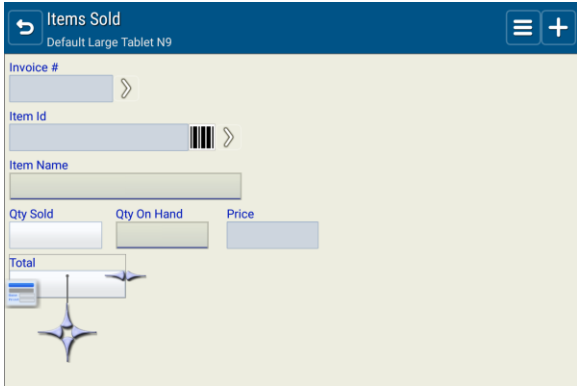 Items Sold
Default Large Tablet N9
Invoice #
Item Id
Item Name
Qty Sold Qty On Hand Price
Total